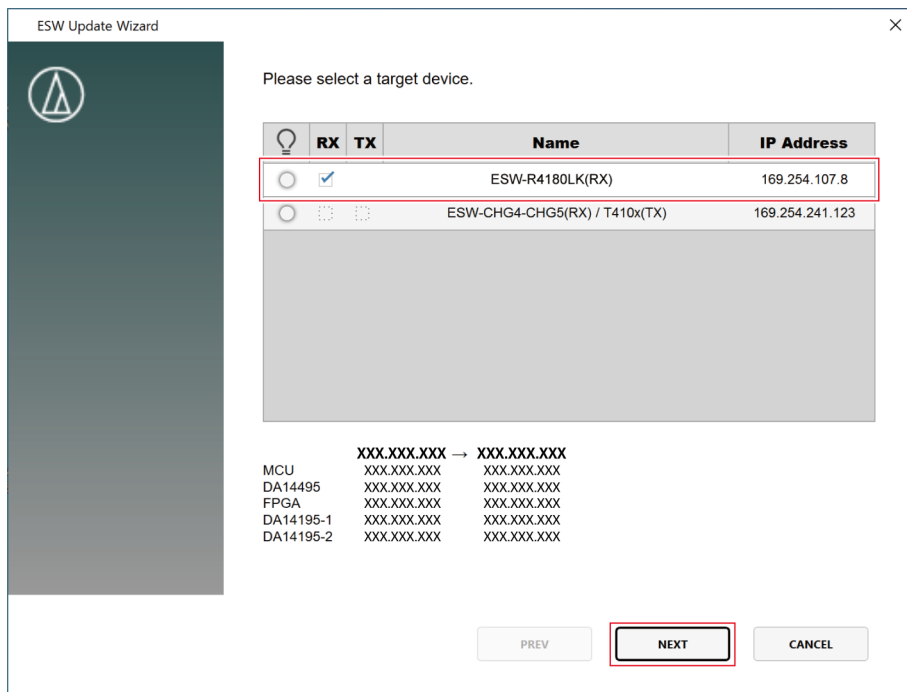 ESW Update Wizard
Please select a target device.
RX TX Name IP Address
ESW-R4180LK(RX) 169.254.107.8
ESW-CHG4-CHG5(RX) / T410x(TX) 169.254.241.123
XXX.XXX.XXX → XXX.XXX.XXX
MCU XXX.XXX.XXX XXX.XXX.XXX
DA14495 XXX.XXX.XXX XXX.XXX.XXX
FPGA XXX.XXX.XXX XXX.XXX.XXX
DA14195-1 XXX.XXX.XXX XXX.XXX.XXX
DA14195-2 XXX.XXX.XXX XXX.XXX.XXX
PREV NEXT CANCEL